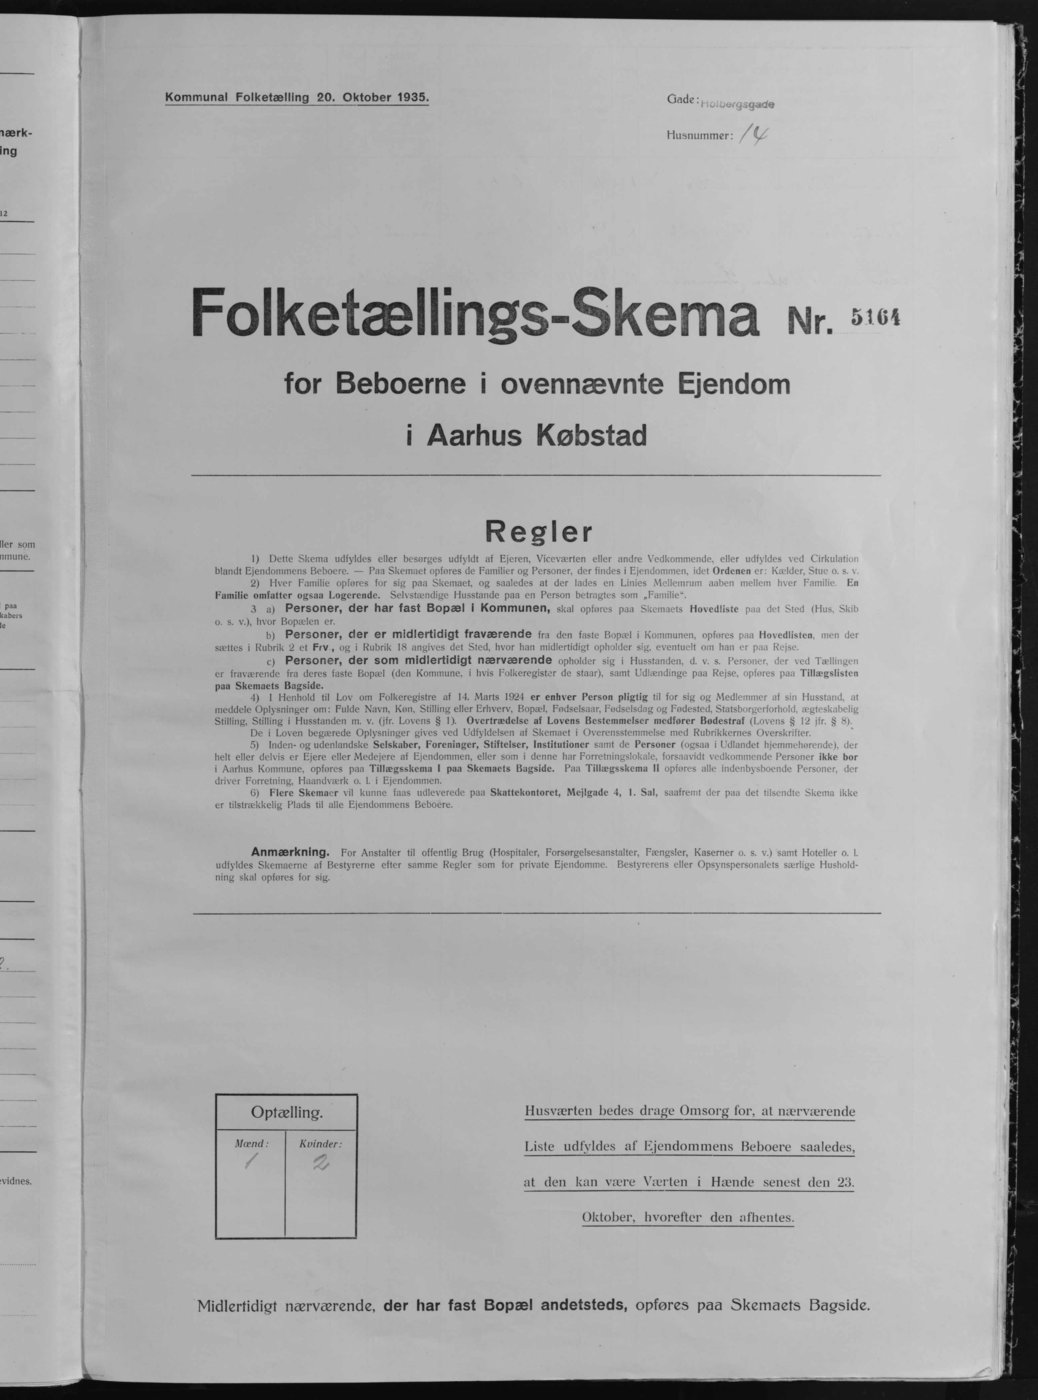 Kommunal Folketælling 20. Oktober 1935.
Gade: Holbergsgade
Husnummer: 14
Folketællings-Skema Nr. 5164
for Beboerne i ovennævnte Ejendom
i Aarhus Købstad
Regler
1) Dette Skema udfyldes eller besørges udfyldt af Ejeren, Viceværten eller andre Vedkommende, eller udfyldes ved Cirkulation
blandt Ejendommens Beboere. — Paa Skemaet opføres de Familier og Personer, der findes i Ejendommen, idet Ordenen er: Kælder, Stue o. s. v.
2) Hver Familie opføres for sig paa Skemaet, og saaledes at der lades en Linies Mellemrum aaben mellem hver Familie. En
Familie omfatter ogsaa Logerende. Selvstændige Husstande paa en Person betragtes som „Familie“.
3 a) Personer, der har fast Bopæl i Kommunen, skal opføres paa Skemaets Hovedliste paa det Sted (Hus, Skib
o. s. v.), hvor Bopælen er.
b) Personer, der er midlertidigt fraværende fra den faste Bopæl i Kommunen, opføres paa Hovedlisten, men der
sættes i Rubrik 2 et Frv., og i Rubrik 18 angives det Sted, hvor han midlertidigt opholder sig, eventuelt om han er paa Rejse.
c) Personer, der som midlertidigt nærværende opholder sig i Husstanden, d. v. s. Personer, der ved Tællingen
er fraværende fra deres faste Bopæl (den Kommune, i hvis Folkeregister de staar), samt Udlændinge paa Rejse, opføres paa Tillægslisten
paa Skemaets Bagside.
4) I Henhold til Lov om Folkeregistre af 14. Marts 1924 er enhver Person pligtig til for sig og Medlemmer af sin Husstand, at
meddele Oplysninger om: Fulde Navn, Køn, Stilling eller Erhverv, Bopæl, Fødselsaar, Fødselsdag og Fødested, Statsborgerforhold, ægteskabelig
Stilling, Stilling i Husstanden m. v. (jfr. Lovens § 1). Overtrædelse af Lovens Bestemmelser medfører Bødestraf (Lovens § 12 jfr. § 8).
De i Loven begærede Oplysninger gives ved Udfyldelsen af Skemaet i Overensstemmelse med Rubrikkernes Overskrifter.
5) Inden- og udenlandske Selskaber, Foreninger, Stiftelser, Institutioner samt de Personer (ogsaa i Udlandet hjemmehørende), der
helt eller delvis er Ejere eller Medejere af Ejendommen, eller som i denne har Forretningslokale, forsaavidt vedkommende Personer ikke bor
i Aarhus Kommune, opføres paa Tillægsskema I paa Skemaets Bagside. Paa Tillægsskema II opføres alle indenbysboende Personer, der
driver Forretning, Haandværk o. l. i Ejendommen.
6) Flere Skemaer vil kunne faas udleverede paa Skattekontoret, Mejlgade 4, 1. Sal, saafremt der paa det tilsendte Skema ikke
er tilstrækkelig Plads til alle Ejendommens Beboere.
Anmærkning. For Anstalter til offentlig Brug (Hospitaler, Forsørgelsesanstalter, Fængsler, Kaserner o. s. v.) samt Hoteller o. l.
udfyldes Skemaerne af Bestyrerne efter samme Regler som for private Ejendomme. Bestyrerens eller Opsynspersonalets særlige Hushold-
ning skal opføres for sig.
Optælling.
Mænd: Kvinder:
1 2
Husværten bedes drage Omsorg for, at nærværende
Liste udfyldes af Ejendommens Beboere saaledes,
at den kan være Værten i Hænde senest den 23.
Oktober, hvorefter den afhentes.
Midlertidigt nærværende, der har fast Bopæl andetsteds, opføres paa Skemaets Bagside.